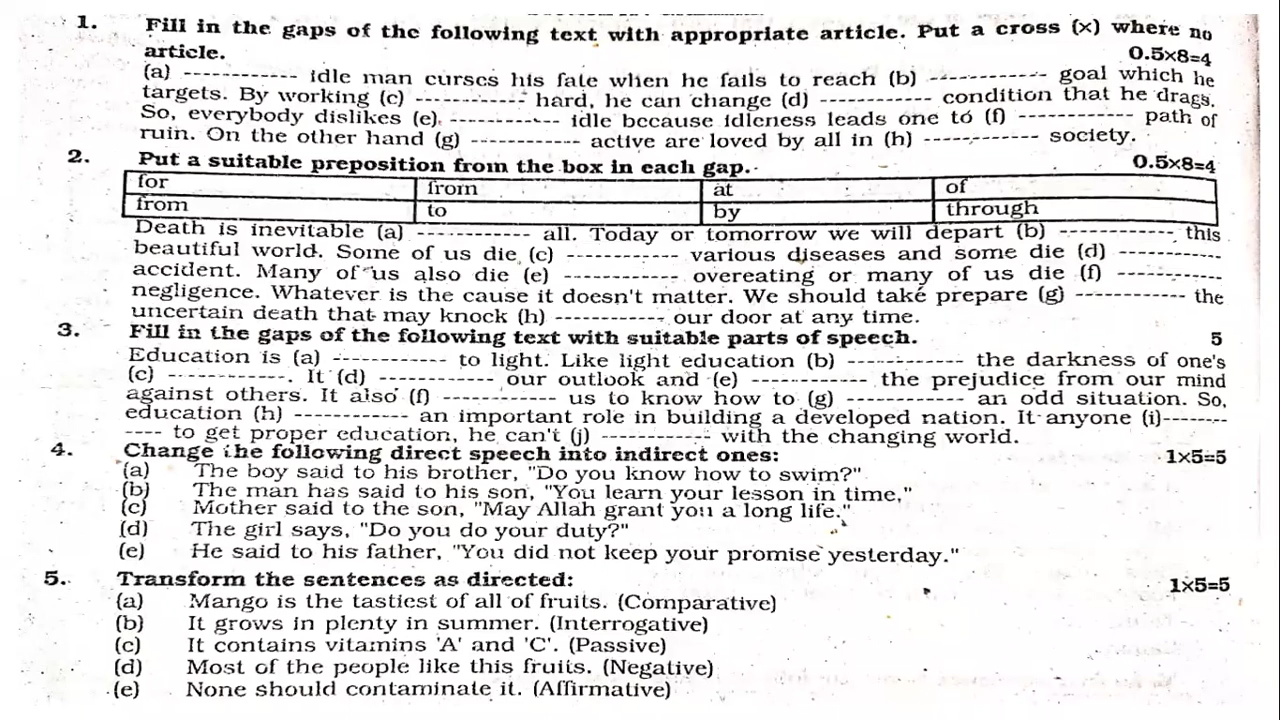 1. Fill in the gaps of the following text with appropriate article. Put a cross (x) where no
article. 0.5×8=4
(a) ------------ idle man curses his fate when he fails to reach (b) ------------ goal which he
targets. By working (c) ------------ hard, he can change (d) ------------ condition that he drags.
So, everybody dislikes (e). ------------ idle because idleness leads one to (f) ------------ path of
ruin. On the other hand (g) ------------ active are loved by all in (h) ------------ society.
2. Put a suitable preposition from the box in each gap. 0.5×8=4
for from at of
from to by through
Death is inevitable (a) ------------ all. Today or tomorrow we will depart (b) ------------ this
beautiful world. Some of us die (c) ------------ various diseases and some die (d) -----------
accident. Many of us also die (e) ------------ overeating or many of us die (f) -----------
negligence. Whatever is the cause it doesn't matter. We should take prepare (g) ------------ the
uncertain death that may knock (h) ------------ our door at any time.
3. Fill in the gaps of the following text with suitable parts of speech. 5
Education is (a) ------------ to light. Like light education (b) ------------ the darkness of one's
(c) ------------. It (d) ------------ our outlook and (e) ------------ the prejudice from our mind
against others. It also (f) ------------ us to know how to (g) ------------ an odd situation. So,
education (h) ------------ an important role in building a developed nation. It anyone (i)--------
---- to get proper education, he can't (j) ------------ with the changing world.
4. Change the following direct speech into indirect ones: 1×5=5
(a) The boy said to his brother, "Do you know how to swim?"
(b) The man has said to his son, "You learn your lesson in time,"
(c) Mother said to the son, "May Allah grant you a long life."
(d) The girl says, "Do you do your duty?"
(e) He said to his father, "You did not keep your promise yesterday."
5. Transform the sentences as directed: 1×5=5
(a) Mango is the tastiest of all of fruits. (Comparative)
(b) It grows in plenty in summer. (Interrogative)
(c) It contains vitamins 'A' and 'C'. (Passive)
(d) Most of the people like this fruits. (Negative)
(e) None should contaminate it. (Affirmative)